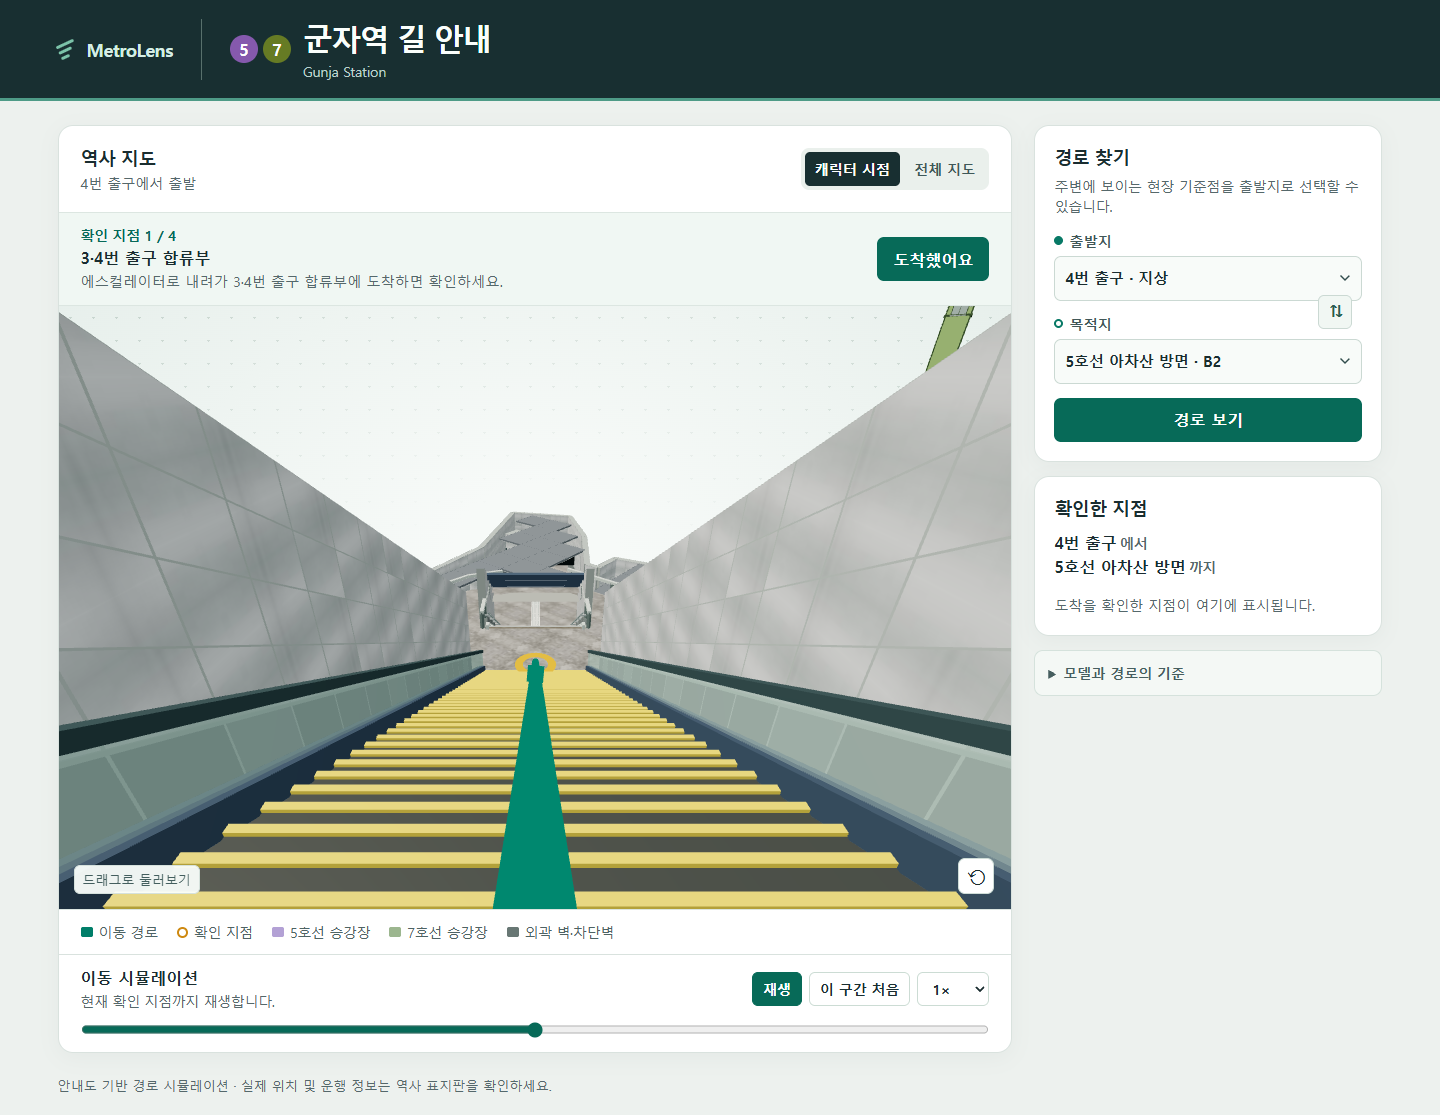 MetroLens
5 7
군자역 길 안내
Gunja Station
역사 지도
4번 출구에서 출발
캐릭터 시점
전체 지도
확인 지점 1 / 4
3·4번 출구 합류부
에스컬레이터로 내려가 3·4번 출구 합류부에 도착하면 확인하세요.
도착했어요
드래그로 둘러보기
이동 경로
확인 지점
5호선 승강장
7호선 승강장
외곽 벽·차단벽
이동 시뮬레이션
현재 확인 지점까지 재생합니다.
재생
이 구간 처음
1×
경로 찾기
주변에 보이는 현장 기준점을 출발지로 선택할 수
있습니다.
출발지
4번 출구 · 지상
목적지
5호선 아차산 방면 · B2
경로 보기
확인한 지점
4번 출구 에서
5호선 아차산 방면 까지
도착을 확인한 지점이 여기에 표시됩니다.
모델과 경로의 기준
안내도 기반 경로 시뮬레이션 · 실제 위치 및 운행 정보는 역사 표지판을 확인하세요.